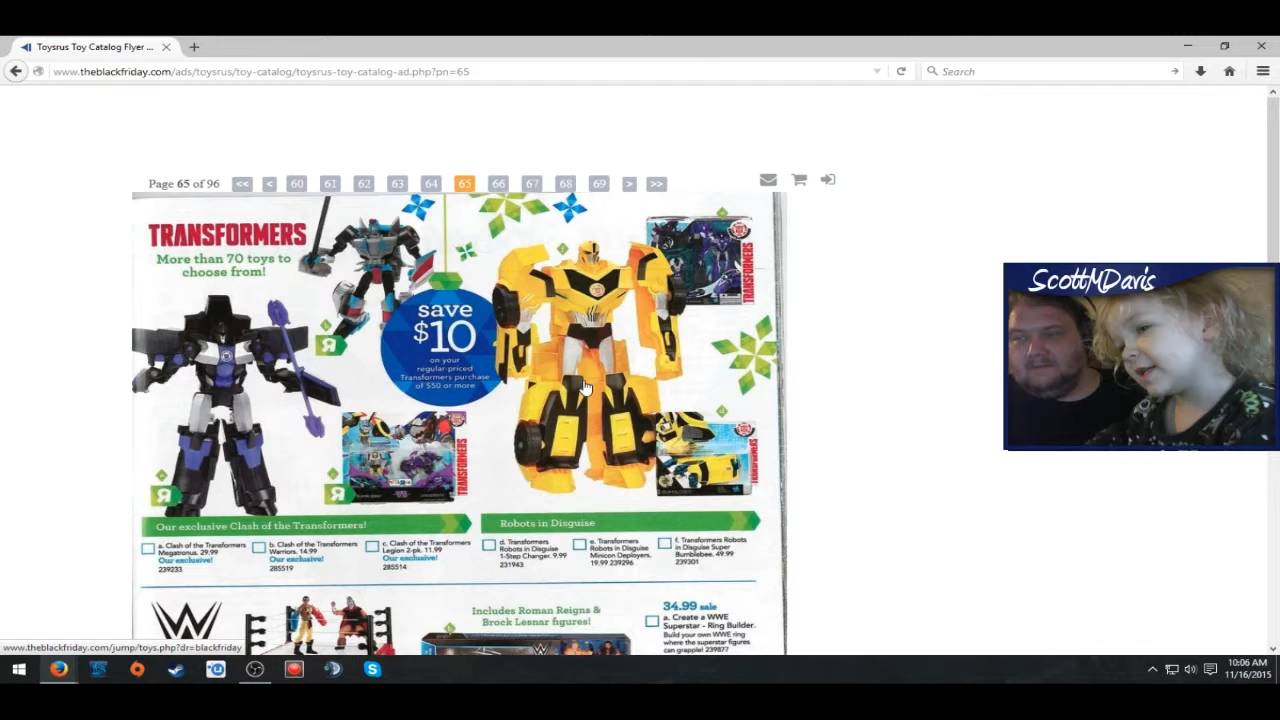 Toysrus Toy Catalog Flyer ...
www.theblackfriday.com/ads/toysrus/toy-catalog/toysrus-toy-catalog-ad.php?pn=65
Search
Page 65 of 96 << < 60 61 62 63 64 65 66 67 68 69 > >>
TRANSFORMERS
More than 70 toys to
choose from!
save
$10
on your
regular-priced
Transformers purchase
of $50 or more
TRANSFORMERS
TRANSFORMERS
TRANSFORMERS
R
R
R
ScottMDavis
Our exclusive Clash of the Transformers!
Robots in Disguise
a. Clash of the Transformers
Megatronus. 29.99
Our exclusive!
239233
b. Clash of the Transformers
Warriors. 14.99
Our exclusive!
285519
c. Clash of the Transformers
Legion 2-pk. 11.99
Our exclusive!
285514
d. Transformers
Robots in Disguise
1-Step Changer. 9.99
231943
e. Transformers
Robots in Disguise
Minicon Deployers.
19.99 239296
f. Transformers Robots
in Disguise Super
Bumblebee. 49.99
239301
W
Includes Roman Reigns &
Brock Lesnar figures!
34.99 sale
a. Create a WWE
Superstar - Ring Builder.
Build your own WWE ring
where the superstar figures
can grapple! 239877
www.theblackfriday.com/jump/toys.php?dr=blackfriday
10:06 AM
11/16/2015